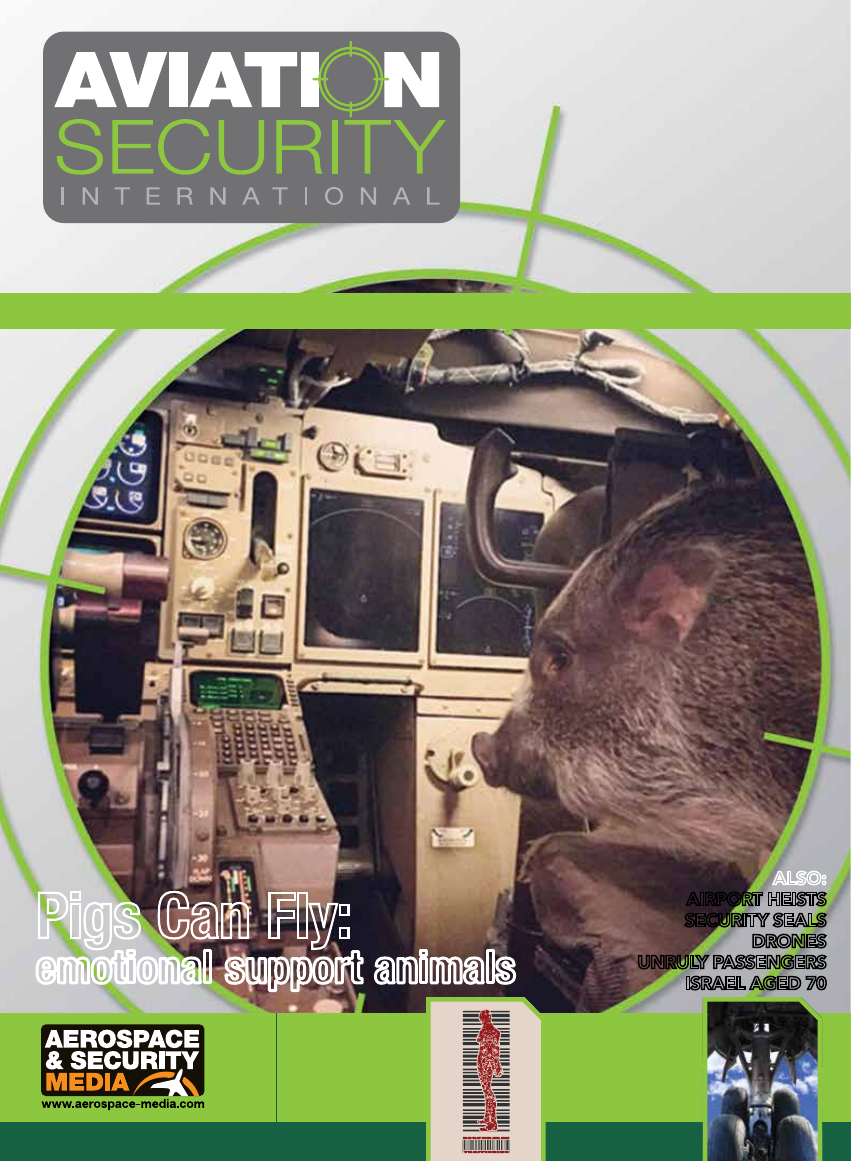 AVIATION
SECURITY
INTERNATIONAL
Pigs Can Fly:
emotional support animals
ALSO:
AIRPORT HEISTS
SECURITY SEALS
DRONES
UNRULY PASSENGERS
ISRAEL AGED 70
AEROSPACE
& SECURITY
MEDIA
www.aerospace-media.com